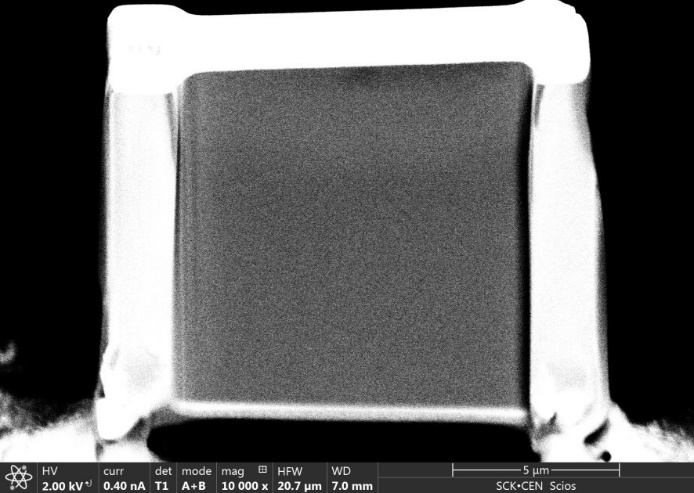 HV curr det mode mag HFW WD 5 µm
2.00 kV 0.40 nA T1 A+B 10 000 x 20.7 µm 7.0 mm SCK•CEN Scios